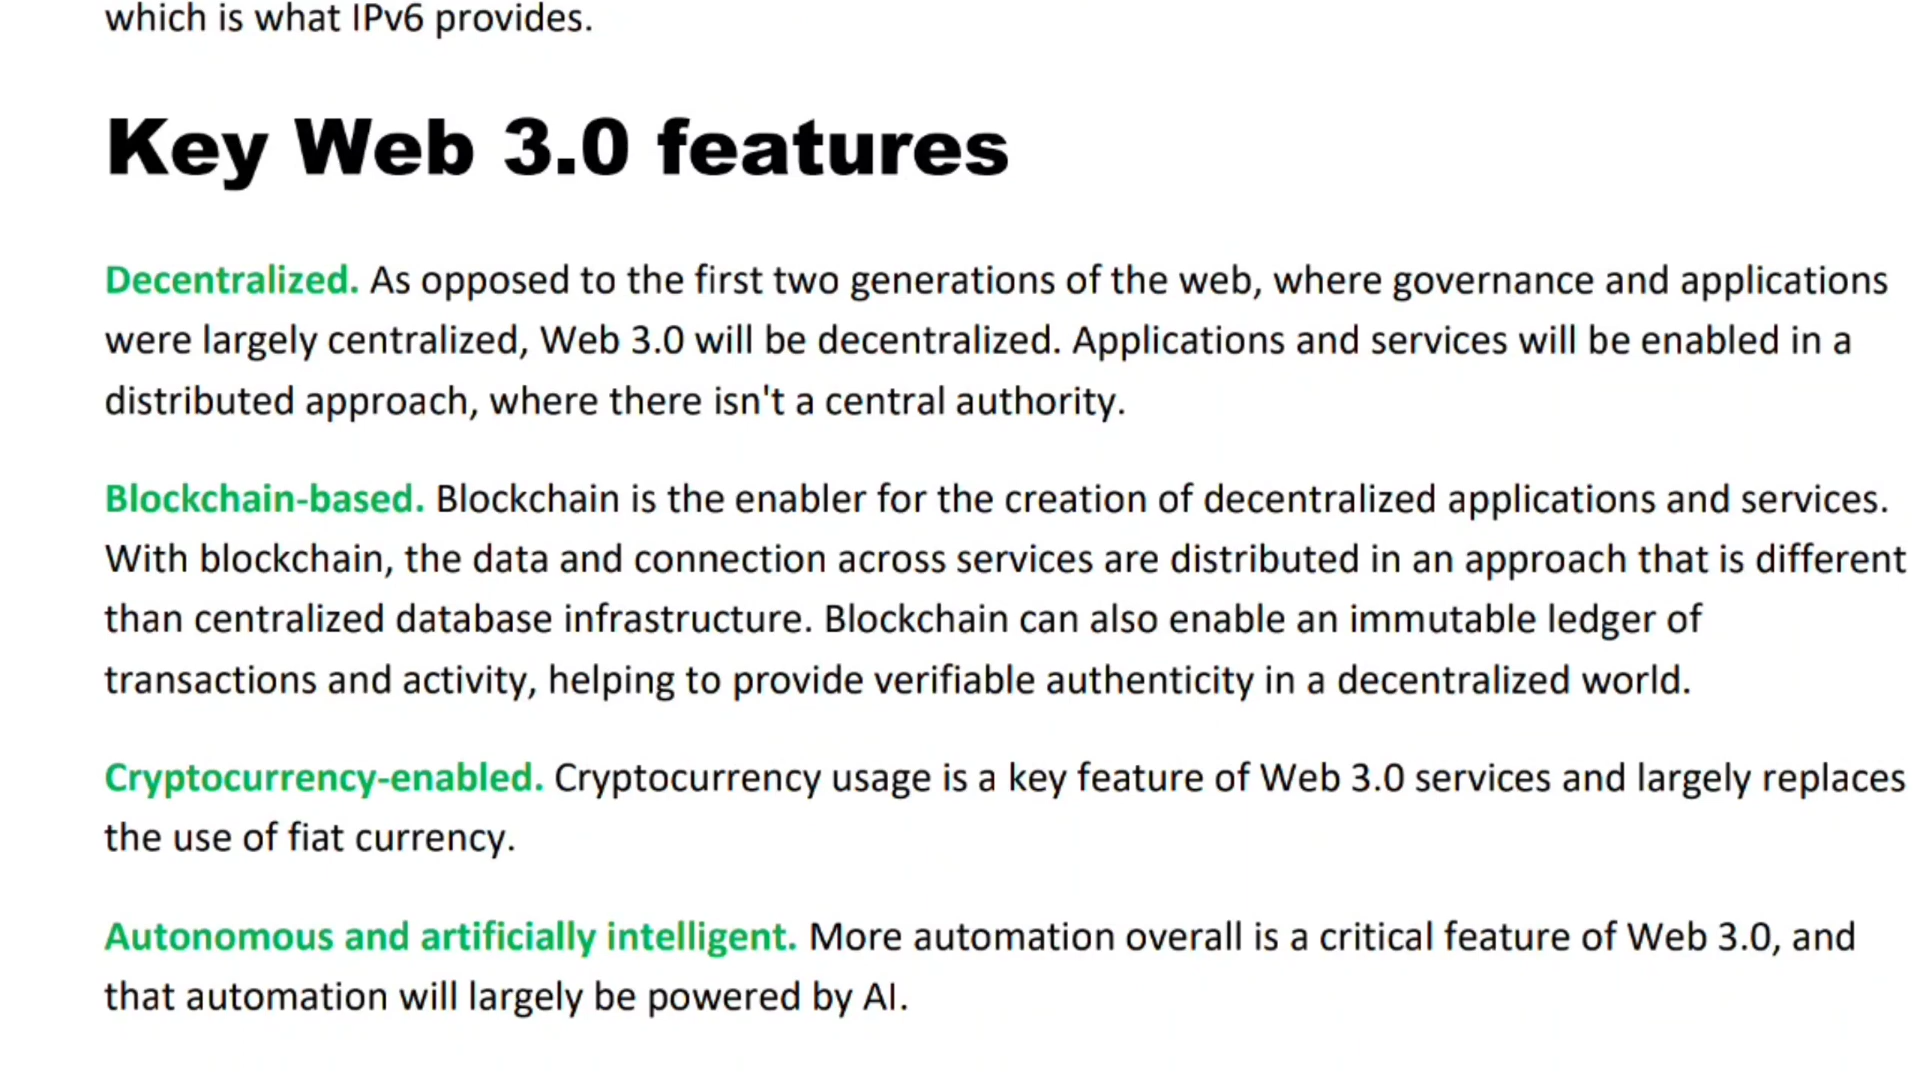 which is what IPv6 provides.
Key Web 3.0 features
Decentralized. As opposed to the first two generations of the web, where governance and applications
were largely centralized, Web 3.0 will be decentralized. Applications and services will be enabled in a
distributed approach, where there isn't a central authority.
Blockchain-based. Blockchain is the enabler for the creation of decentralized applications and services.
With blockchain, the data and connection across services are distributed in an approach that is different
than centralized database infrastructure. Blockchain can also enable an immutable ledger of
transactions and activity, helping to provide verifiable authenticity in a decentralized world.
Cryptocurrency-enabled. Cryptocurrency usage is a key feature of Web 3.0 services and largely replaces
the use of fiat currency.
Autonomous and artificially intelligent. More automation overall is a critical feature of Web 3.0, and
that automation will largely be powered by AI.